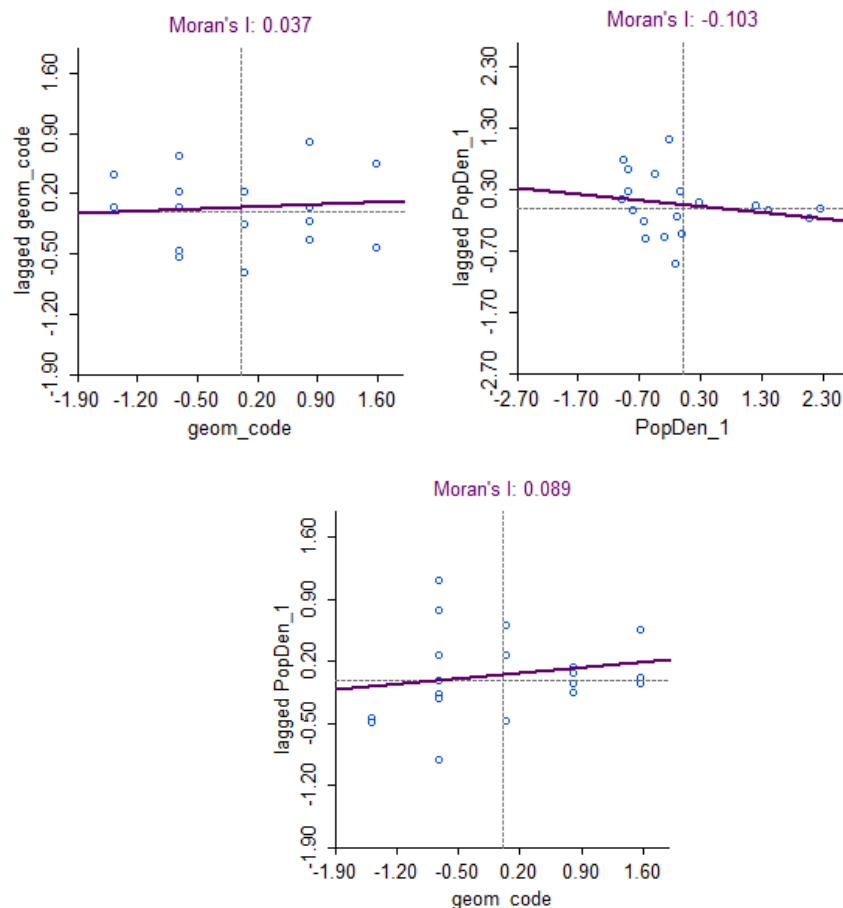 Moran's I: 0.037
lagged geom_code
1.60
0.90
0.20
-0.50
-1.20
-1.90
-1.90 -1.20 -0.50 0.20 0.90 1.60
geom_code
Moran's I: -0.103
lagged PopDen_1
2.30
1.30
0.30
-0.70
-1.70
-2.70
-2.70 -1.70 -0.70 0.30 1.30 2.30
PopDen_1
Moran's I: 0.089
lagged PopDen_1
1.60
0.90
0.20
-0.50
-1.20
-1.90
-1.90 -1.20 -0.50 0.20 0.90 1.60
geom_code